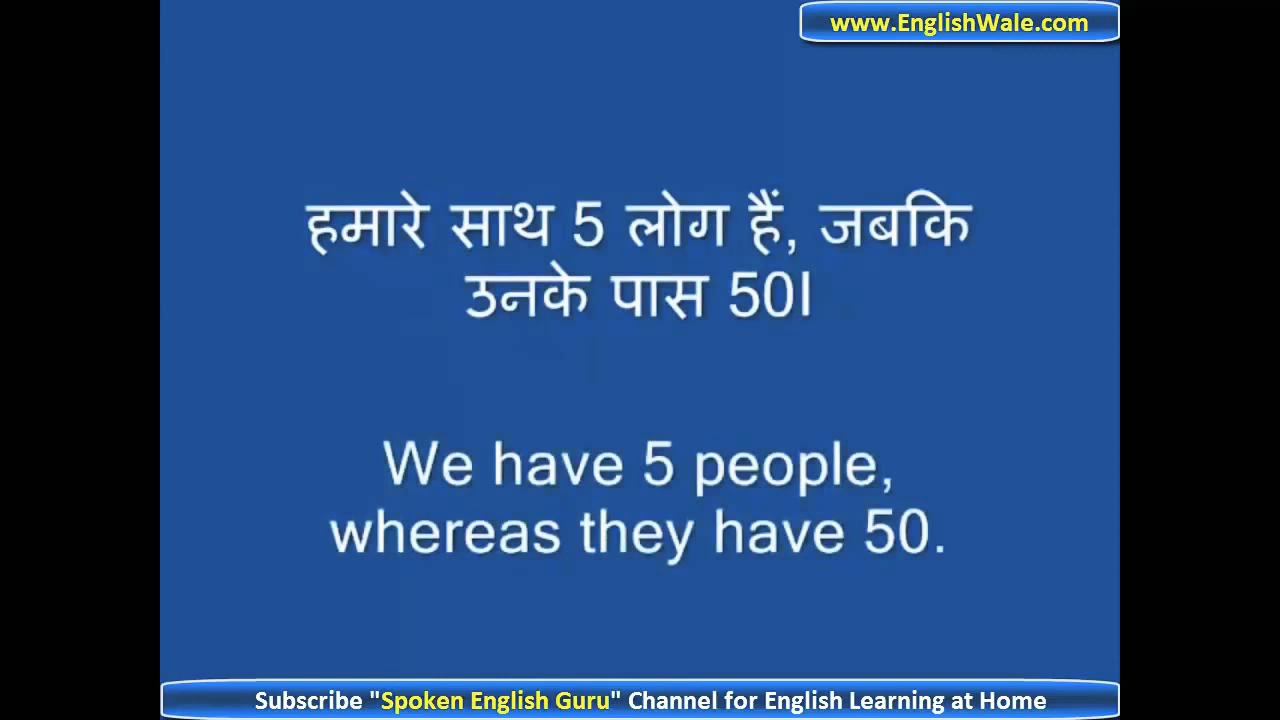 www.EnglishWale.com
हमारे साथ 5 लोग हैं, जबकि
उनके पास 50।
We have 5 people,
whereas they have 50.
Subscribe "Spoken English Guru" Channel for English Learning at Home